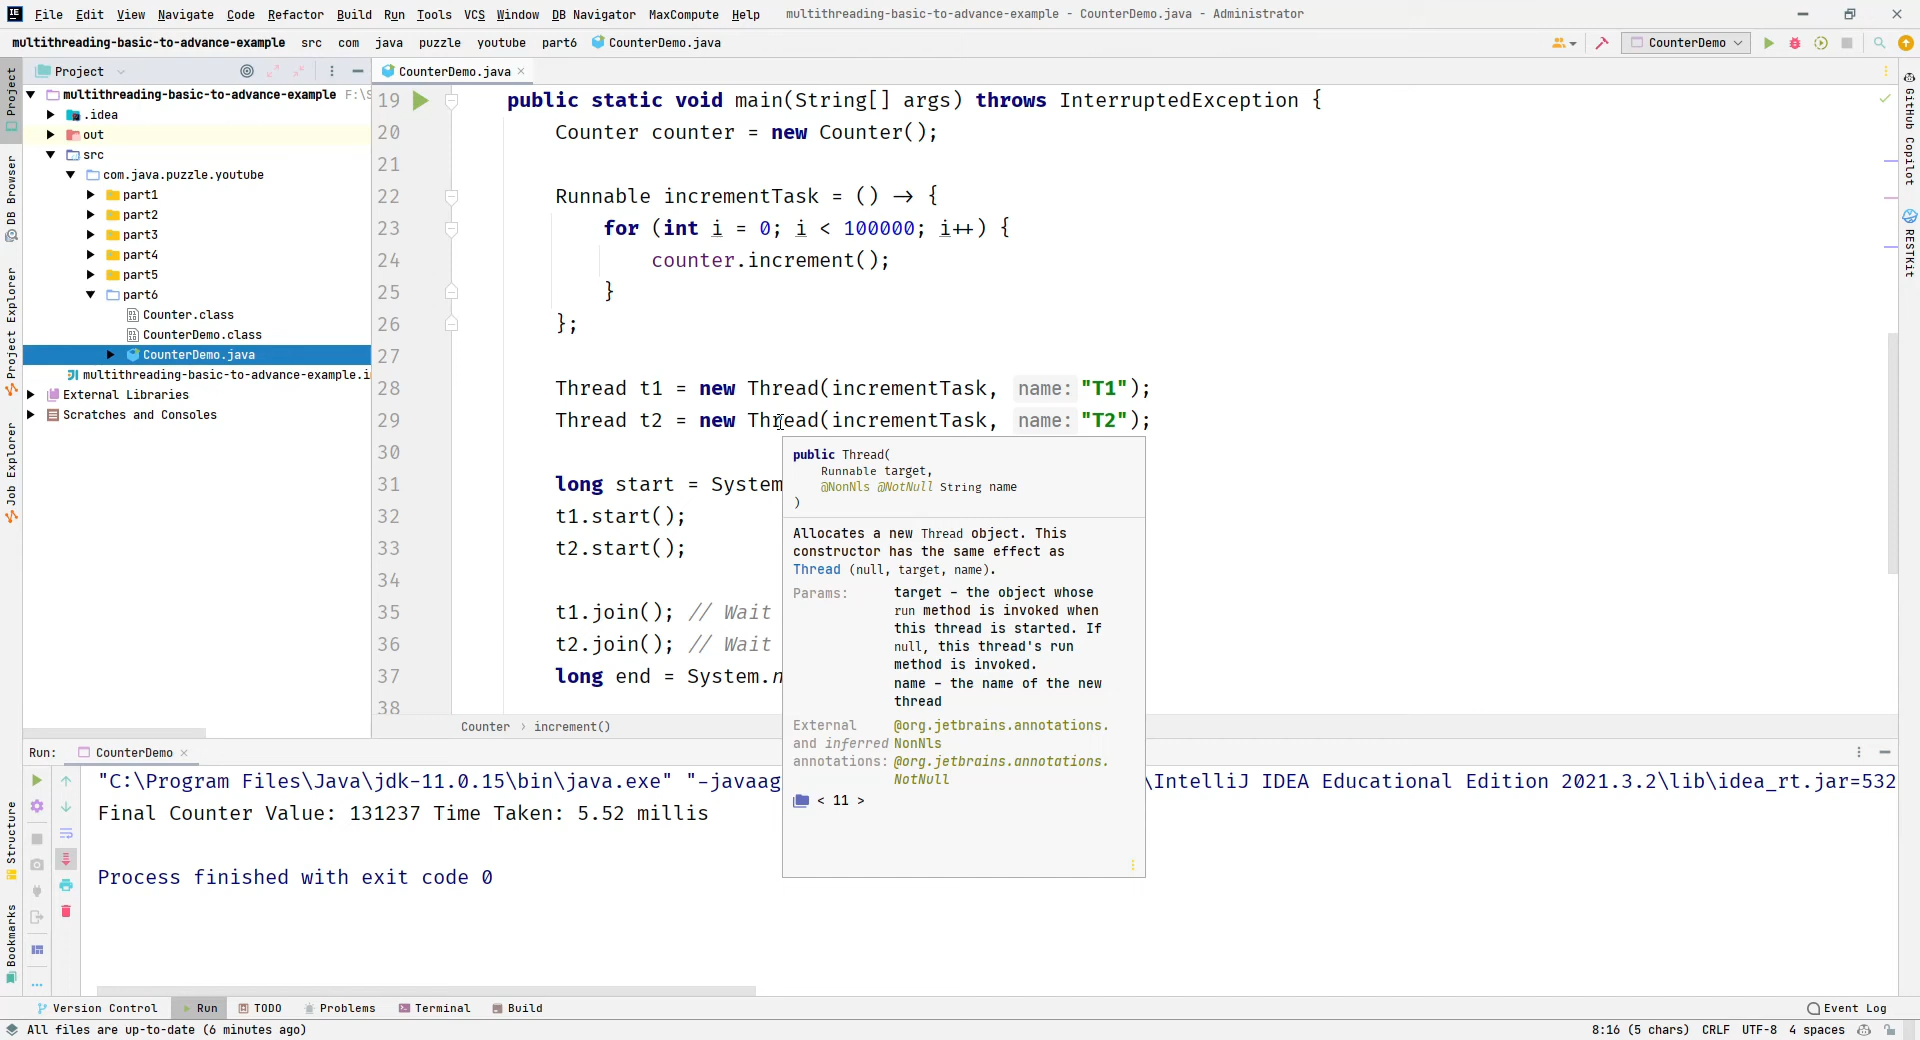 File Edit View Navigate Code Refactor Build Run Tools VCS Window DB Navigator MaxCompute Help multithreading-basic-to-advance-example - CounterDemo.java - Administrator
multithreading-basic-to-advance-example src com java puzzle youtube part6 CounterDemo.java CounterDemo
Project
CounterDemo.java
multithreading-basic-to-advance-example F:\S
.idea
out
src
com.java.puzzle.youtube
part1
part2
part3
part4
part5
part6
Counter.class
CounterDemo.class
CounterDemo.java
multithreading-basic-to-advance-example.i
External Libraries
Scratches and Consoles
Project
DB Browser
Project Explorer
Job Explorer
Structure
Bookmarks
19 public static void main(String[] args) throws InterruptedException {
20 Counter counter = new Counter();
21
22 Runnable incrementTask = () → {
23 for (int i = 0; i < 100000; i++) {
24 counter.increment();
25 }
26 };
27
28 Thread t1 = new Thread(incrementTask, name: "T1");
29 Thread t2 = new Thread(incrementTask, name: "T2");
30
31 long start = System
32 t1.start();
33 t2.start();
34
35 t1.join(); // Wait
36 t2.join(); // Wait
37 long end = System.n
38
public Thread(
Runnable target,
@NonNls @NotNull String name
)
Allocates a new Thread object. This
constructor has the same effect as
Thread (null, target, name).
Params: target – the object whose
run method is invoked when
this thread is started. If
null, this thread's run
method is invoked.
name – the name of the new
thread
External @org.jetbrains.annotations.
and inferred NonNls
annotations: @org.jetbrains.annotations.
NotNull
< 11 >
Counter › increment()
GitHub Copilot
RESTKit
Run: CounterDemo
"C:\Program Files\Java\jdk-11.0.15\bin\java.exe" "-javaag \IntelliJ IDEA Educational Edition 2021.3.2\lib\idea_rt.jar=532
Final Counter Value: 131237 Time Taken: 5.52 millis
Process finished with exit code 0
Version Control Run TODO Problems Terminal Build Event Log
All files are up-to-date (6 minutes ago) 8:16 (5 chars) CRLF UTF-8 4 spaces